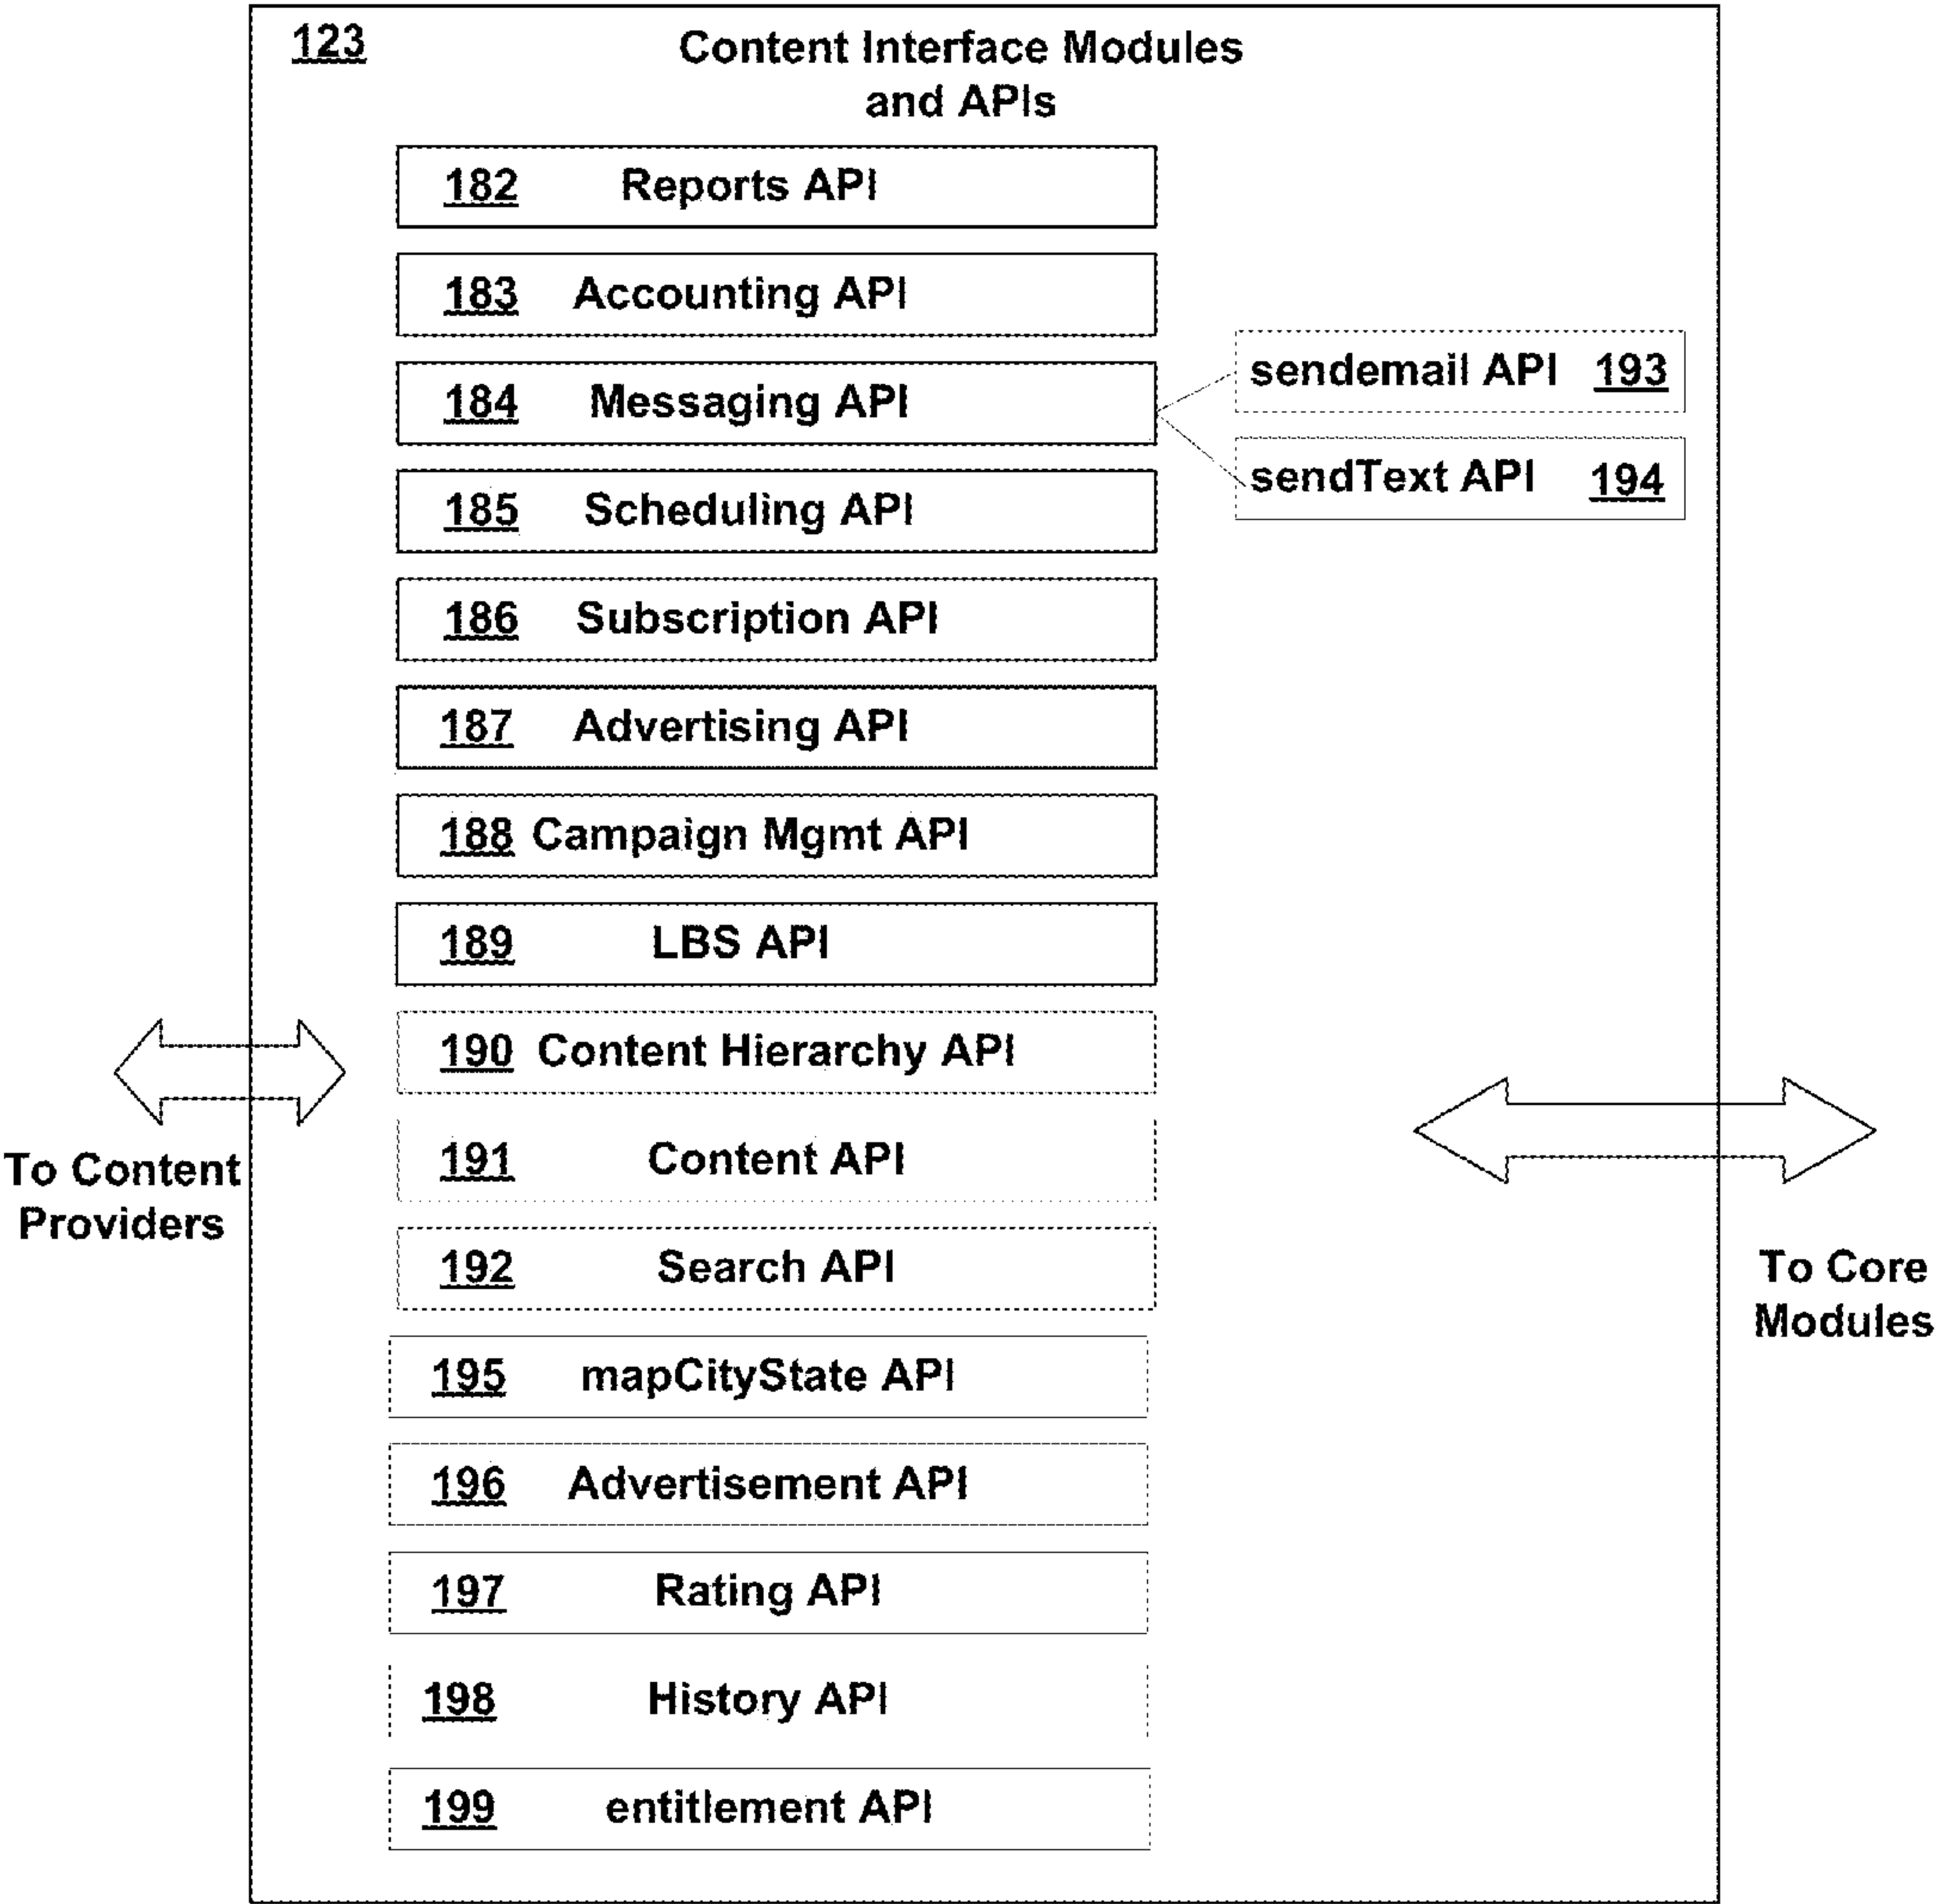 123 Content Interface Modules
and APIs
182 Reports API
183 Accounting API
184 Messaging API
sendemail API 193
sendText API 194
185 Scheduling API
186 Subscription API
187 Advertising API
188 Campaign Mgmt API
189 LBS API
190 Content Hierarchy API
191 Content API
192 Search API
195 mapCityState API
196 Advertisement API
197 Rating API
198 History API
199 entitlement API
To Content
Providers
To Core
Modules